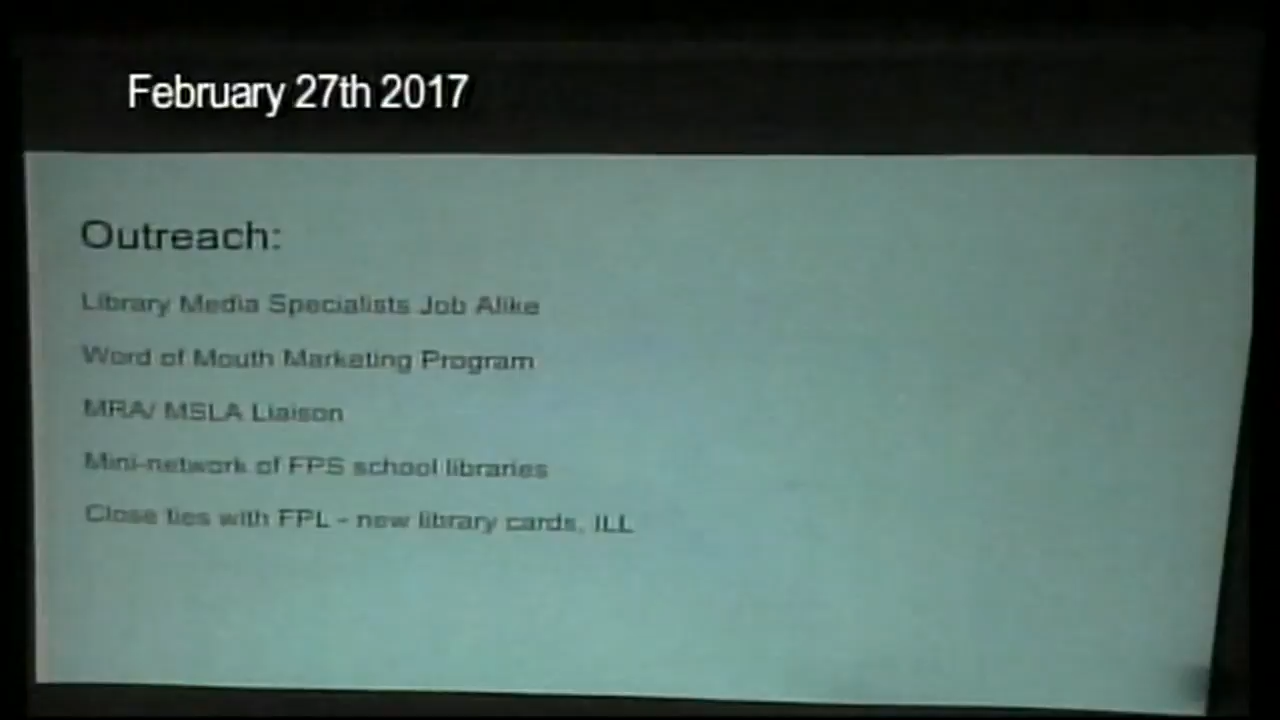 February 27th 2017
Outreach:
Library Media Specialists Job Alike
Word of Mouth Marketing Program
MRA/ MSLA Liaison
Mini-network of FPS school libraries
Close ties with FPL - new library cards, ILL